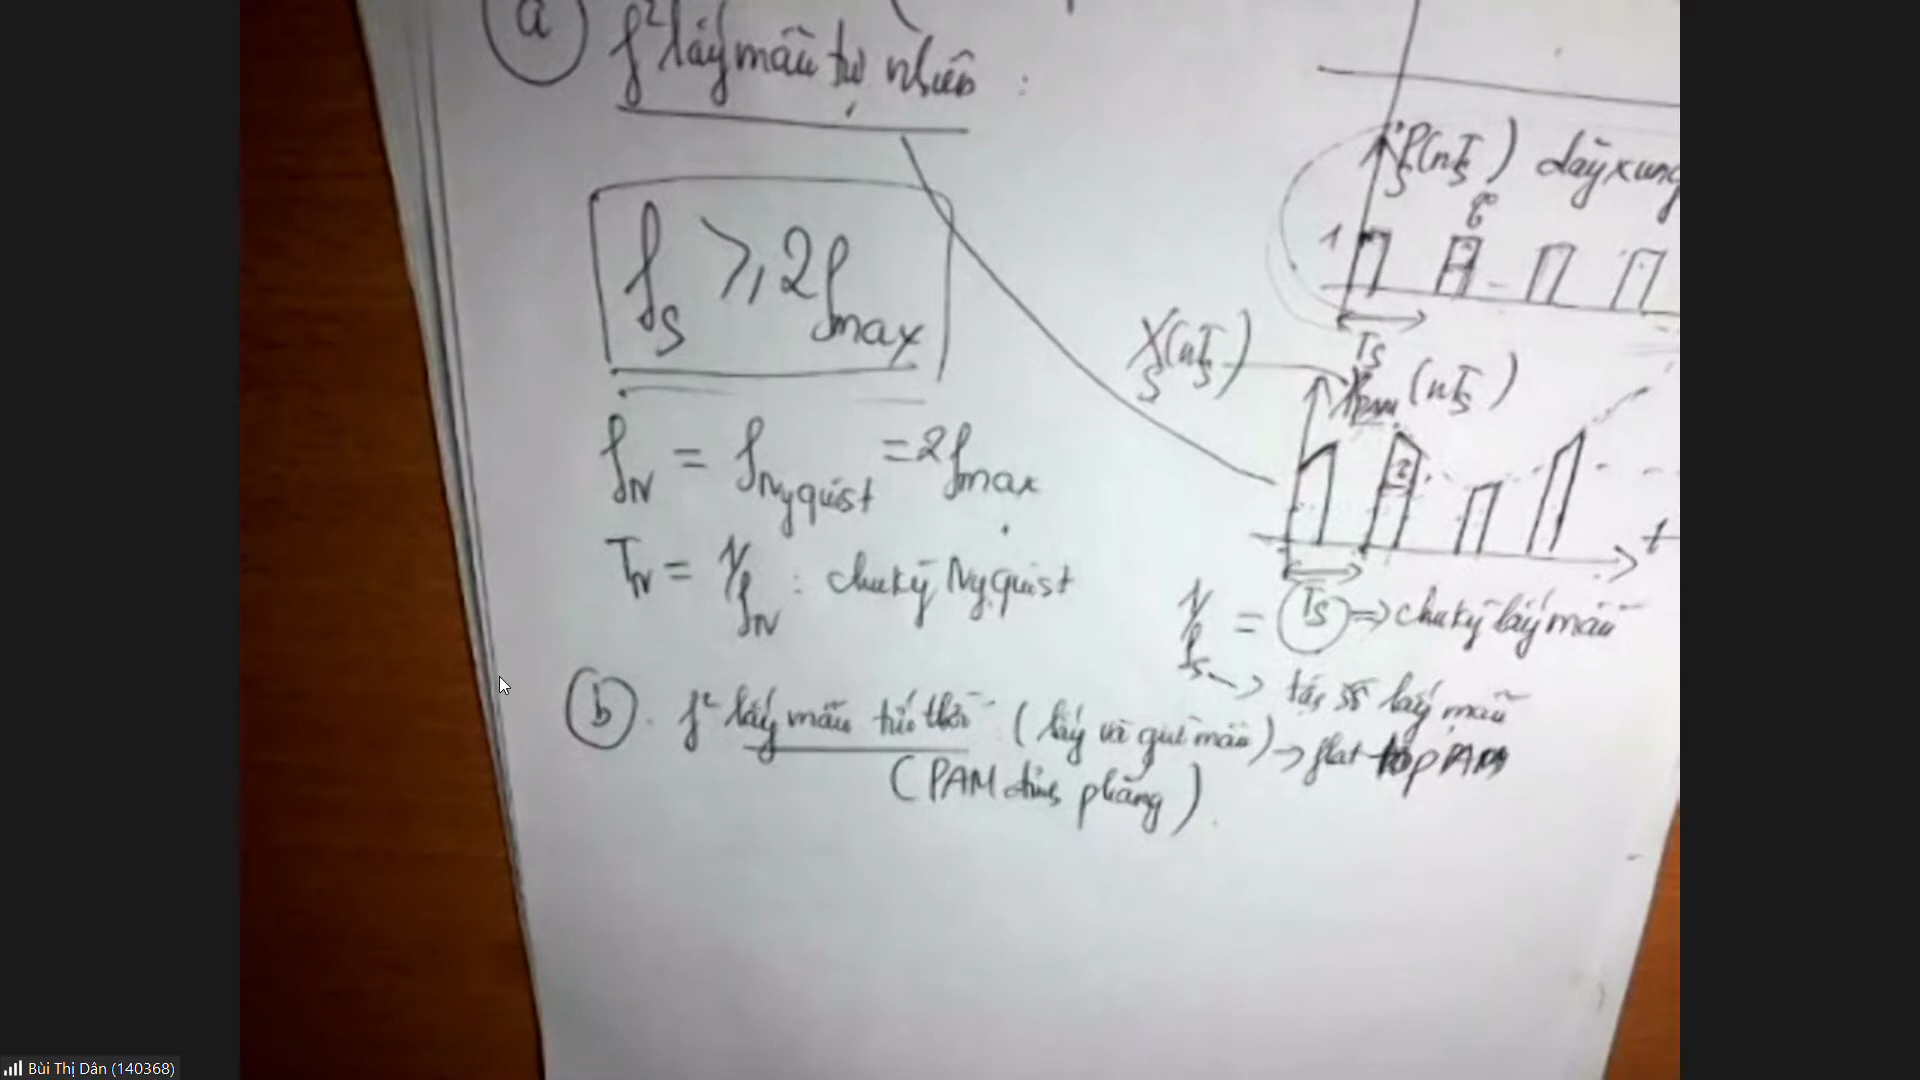 a f² lấy mẫu tự nhiên :
fs ≥ 2fmax
fN = fNyquist = 2fmax
TN = 1/fN : chu kỳ Nyquist
Ps(nTs) dãy xung
1 τ
Ts
Xs(nTs) XPAM(nTs)
τ
t
1/fs = Ts => chu kỳ lấy mẫu
-> tần số lấy mẫu
b. f² lấy mẫu tức thời (lấy và giữ mẫu) -> flat top PAM
(PAM đỉnh phẳng).
Bùi Thị Dân (140368)